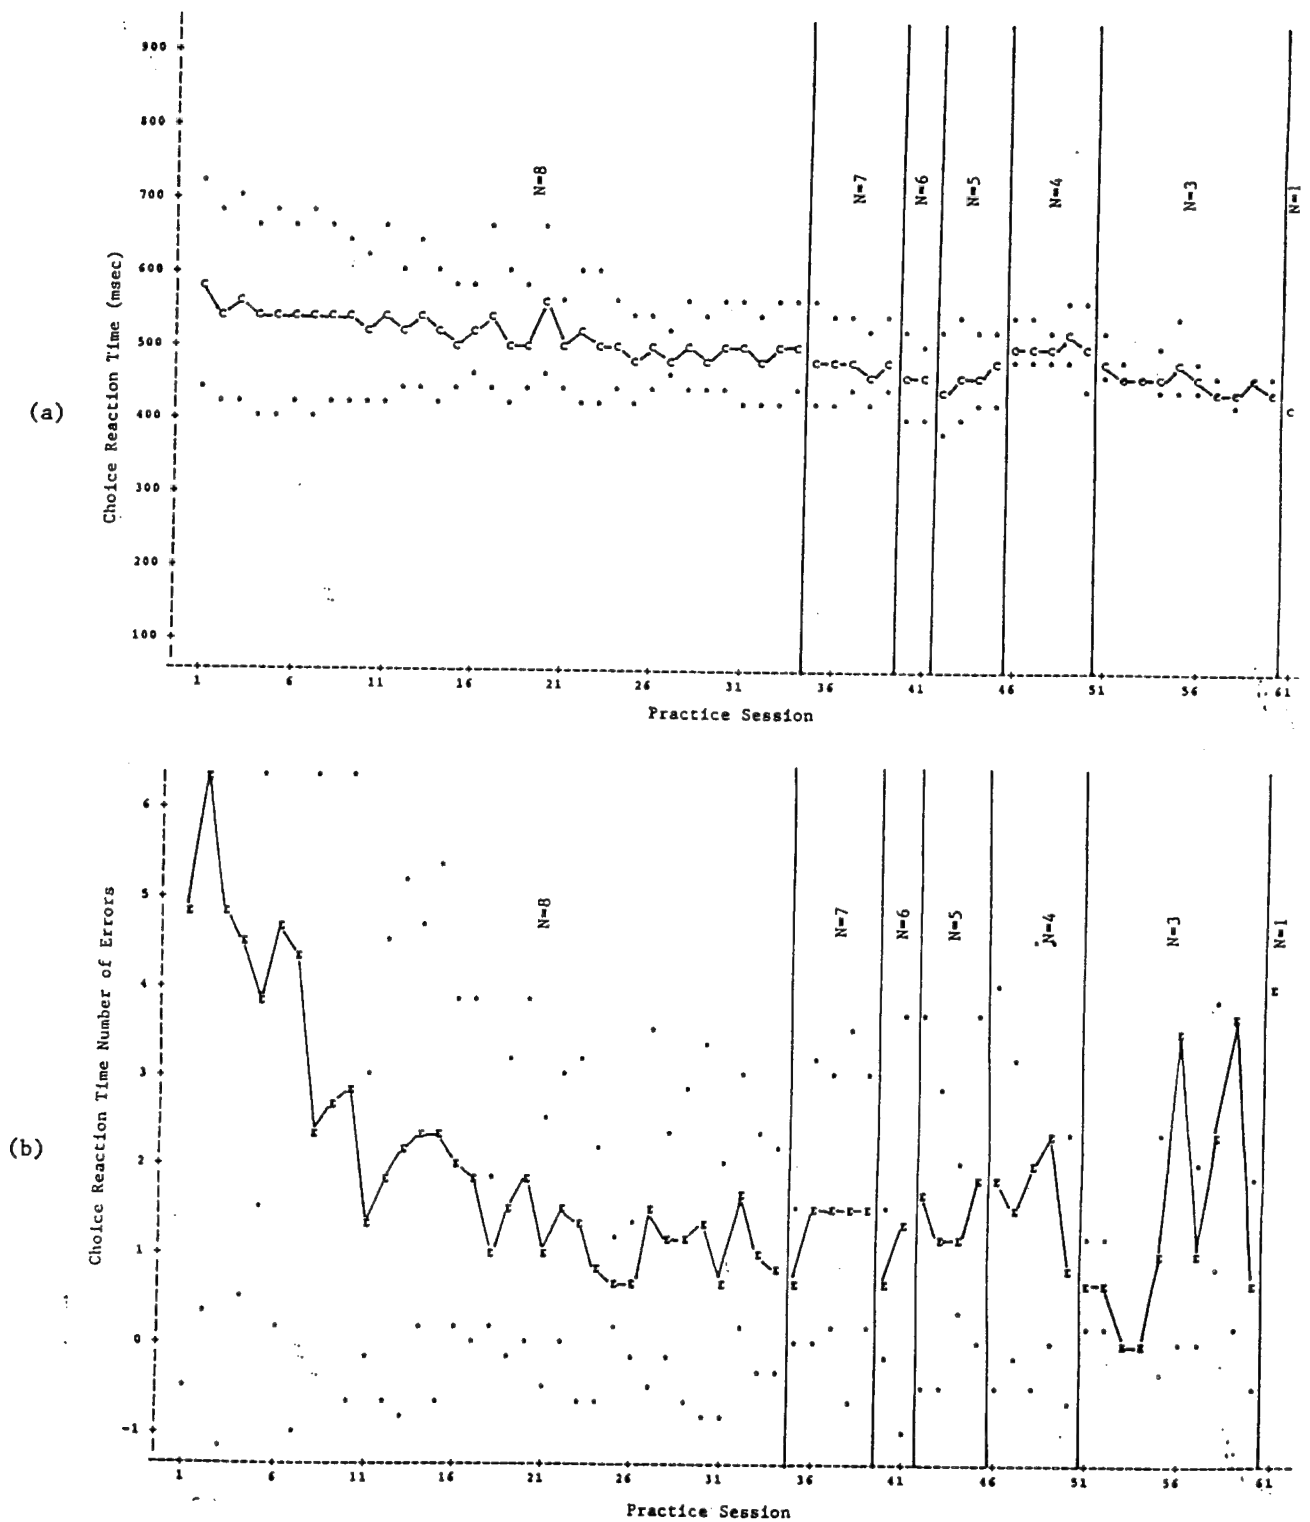 900
800
700
600
500
400
300
200
100
Choice Reaction Time (msec)
(a)
N=8
N=7
N=6
N=5
N=4
N=3
N=1
1 6 11 16 21 26 31 36 41 46 51 56 61
Practice Session
6
5
4
3
2
1
0
-1
Choice Reaction Time Number of Errors
(b)
N=8
N=7
N=6
N=5
N=4
N=3
N=1
1 6 11 16 21 26 31 36 41 46 51 56 61
Practice Session